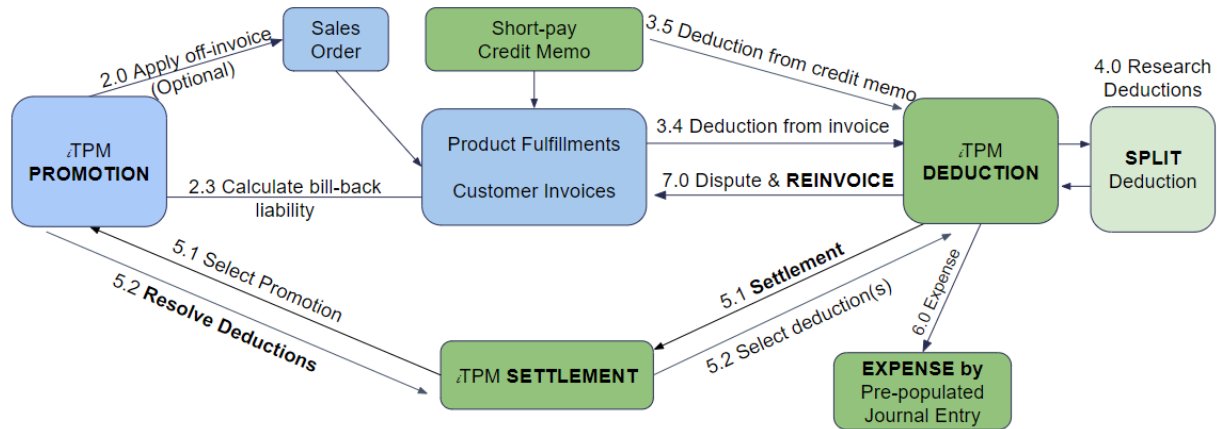 2.0 Apply off-invoice
(Optional)
Sales
Order
Short-pay
Credit Memo
3.5 Deduction from credit memo
4.0 Research
Deductions
iTPM
PROMOTION
Product Fulfillments
Customer Invoices
3.4 Deduction from invoice
iTPM
DEDUCTION
SPLIT
Deduction
2.3 Calculate bill-back
liability
7.0 Dispute & REINVOICE
5.1 Select Promotion
5.2 Resolve Deductions
5.1 Settlement
5.2 Select deduction(s)
6.0 Expense
iTPM SETTLEMENT
EXPENSE by
Pre-populated
Journal Entry